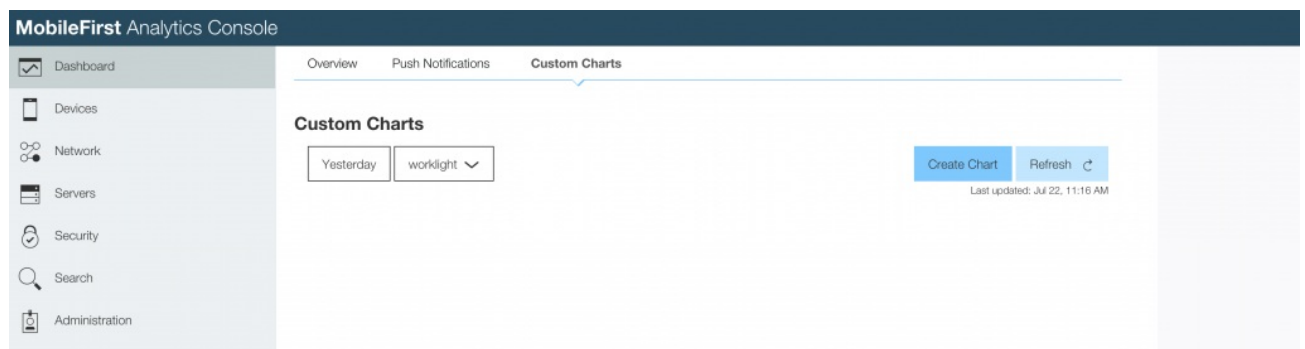 MobileFirst Analytics Console
Dashboard
Devices
Network
Servers
Security
Search
Administration
Overview Push Notifications Custom Charts
Custom Charts
Yesterday worklight
Create Chart Refresh
Last updated: Jul 22, 11:16 AM